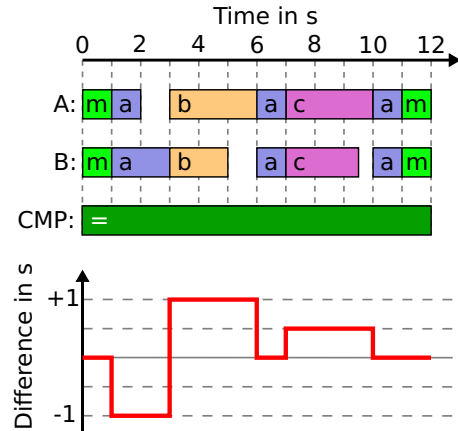 Time in s
0 2 4 6 8 10 12
A: m a b a c a m
B: m a b a c a m
CMP: =
Difference in s
+1
-1